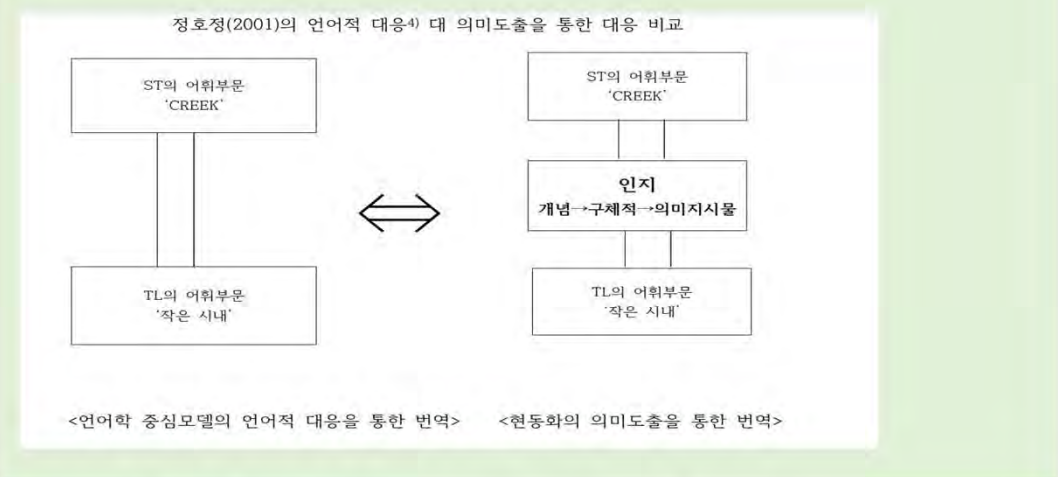 정호정(2001)의 언어적 대응4) 대 의미도출을 통한 대응 비교
ST의 어휘부문
'CREEK'
TL의 어휘부문
'작은 시내'
<언어학 중심모델의 언어적 대응을 통한 번역>
ST의 어휘부문
'CREEK'
인지
개념→구체적→의미지시물
TL의 어휘부문
'작은 시내'
<현동화의 의미도출을 통한 번역>